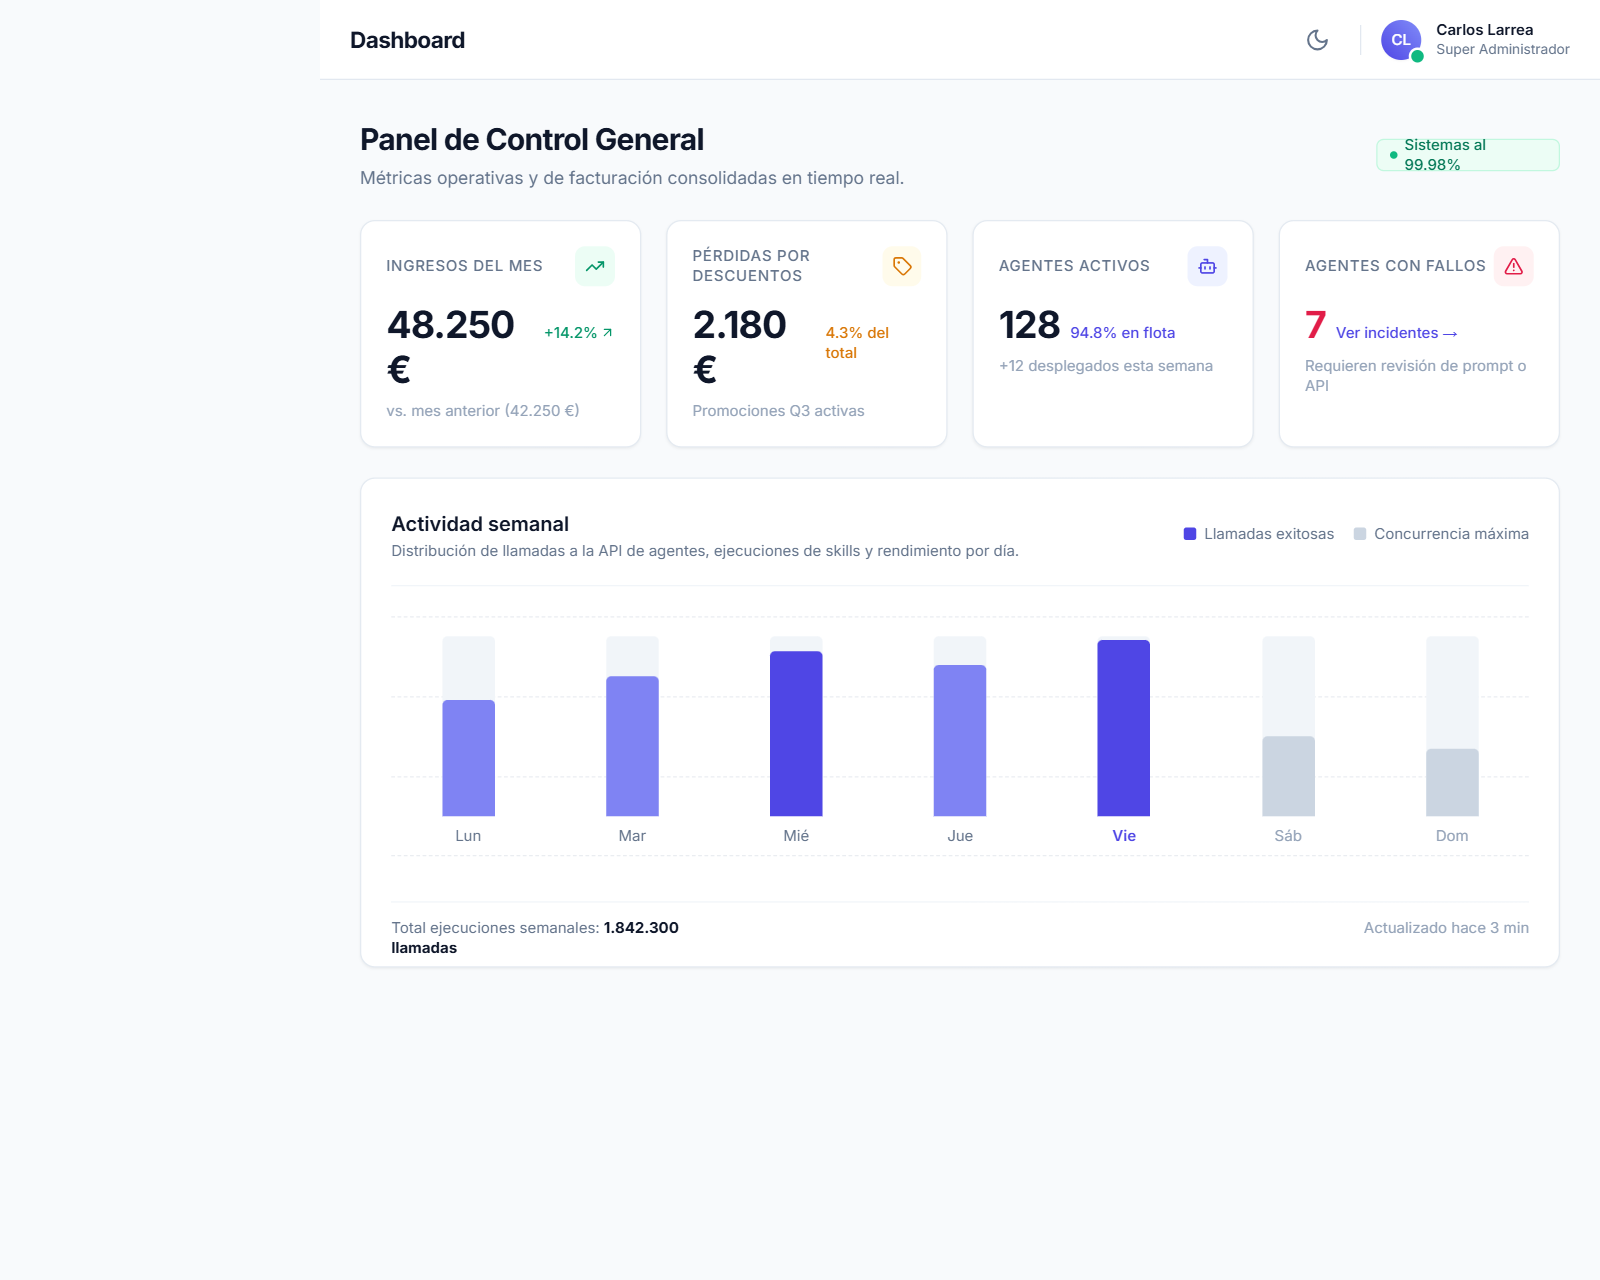 Dashboard
CL
Carlos Larrea
Super Administrador
Panel de Control General
Métricas operativas y de facturación consolidadas en tiempo real.
Sistemas al
99.98%
INGRESOS DEL MES
48.250
€
+14.2% ↗
vs. mes anterior (42.250 €)
PÉRDIDAS POR
DESCUENTOS
2.180
€
4.3% del
total
Promociones Q3 activas
AGENTES ACTIVOS
128 94.8% en flota
+12 desplegados esta semana
AGENTES CON FALLOS
7 Ver incidentes →
Requieren revisión de prompt o
API
Actividad semanal
Distribución de llamadas a la API de agentes, ejecuciones de skills y rendimiento por día.
Llamadas exitosas
Concurrencia máxima
Lun
Mar
Mié
Jue
Vie
Sáb
Dom
Total ejecuciones semanales: 1.842.300
llamadas
Actualizado hace 3 min